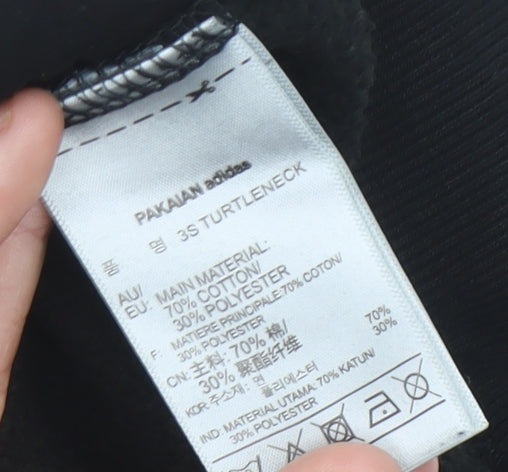 PAKAIAN adidas
품 명 3S TURTLENECK
AU/
EU: MAIN MATERIAL:
70% COTTON/
30% POLYESTER
F: MATIERE PRINCIPALE:70% COTON/
30% POLYESTER
CN: 主料: 70% 棉/
30% 聚酯纤维
KOR: 주소재: 면 70%
폴리에스터 30%
IND: MATERIAL UTAMA: 70% KATUN/
30% POLYESTER